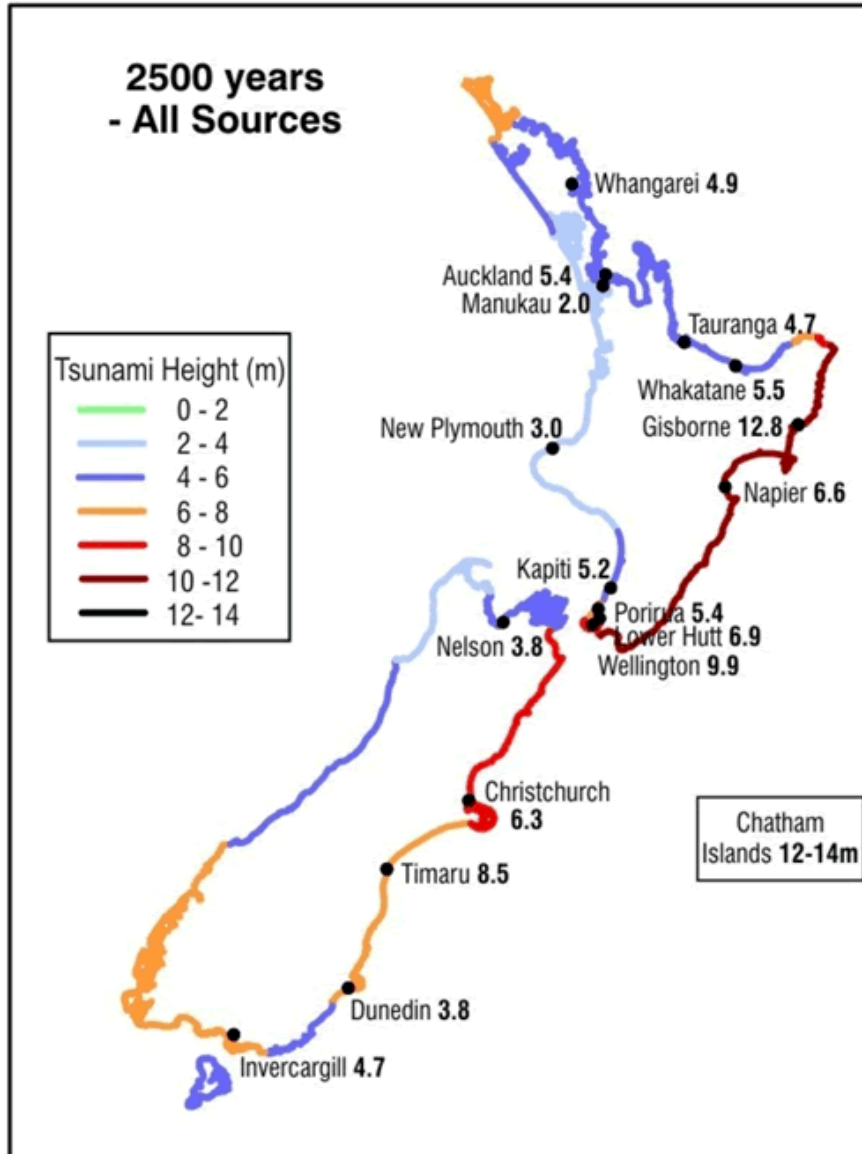 2500 years
- All Sources
Whangarei 4.9
Auckland 5.4
Manukau 2.0
Tauranga 4.7
Whakatane 5.5
Gisborne 12.8
New Plymouth 3.0
Napier 6.6
Tsunami Height (m)
0 - 2
2 - 4
4 - 6
6 - 8
8 - 10
10 -12
12- 14
Kapiti 5.2
Porirua 5.4
Lower Hutt 6.9
Nelson 3.8
Wellington 9.9
Christchurch
6.3
Chatham
Islands 12-14m
Timaru 8.5
Dunedin 3.8
Invercargill 4.7